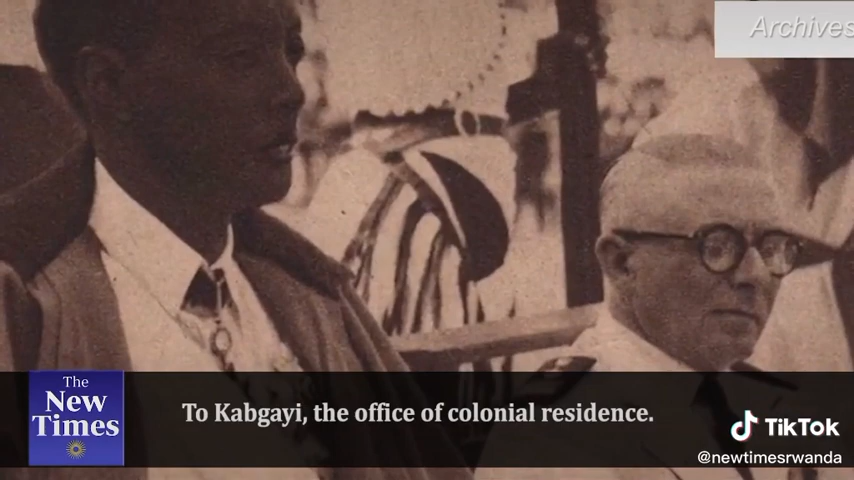 Archives
The
New
Times
To Kabgayi, the office of colonial residence.
TikTok
@newtimesrwanda